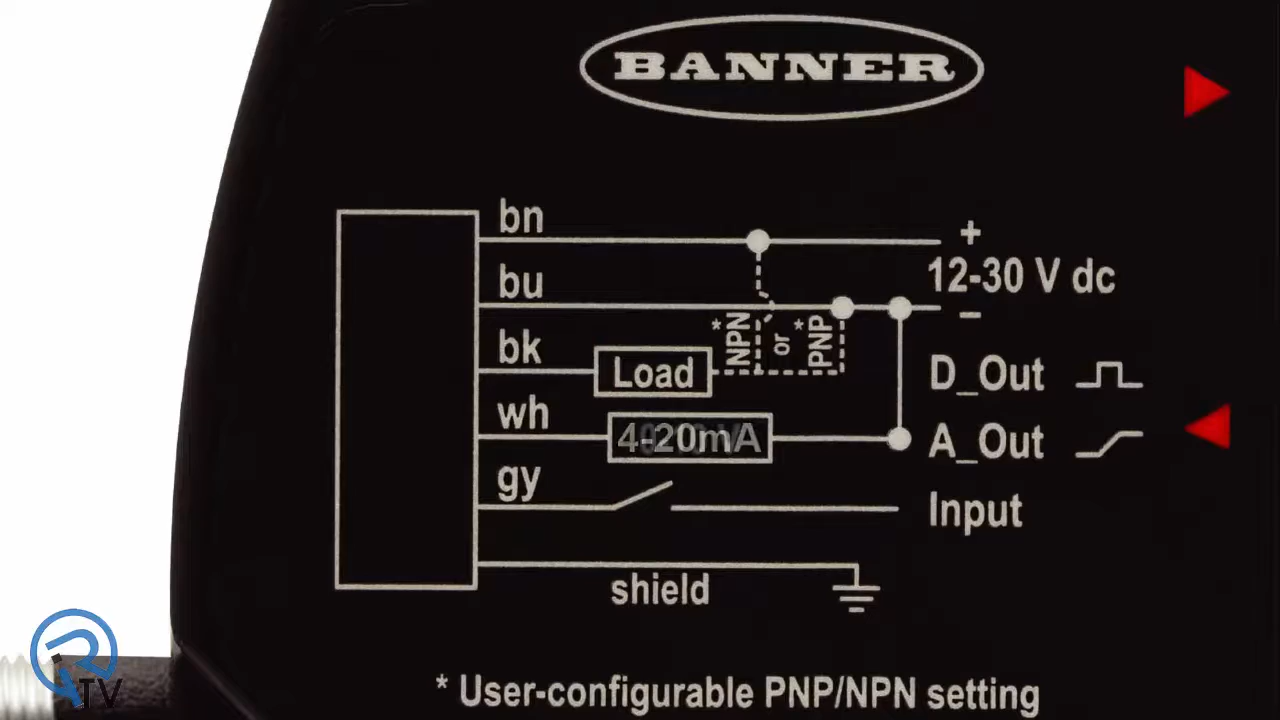 BANNER
bn
+
12-30 V dc
bu
–
* NPN or * PNP
bk
Load
D_Out
wh
4-20mA
A_Out
gy
Input
shield
* User-configurable PNP/NPN setting
TV